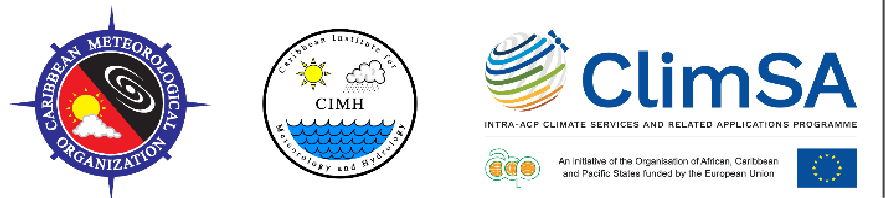 CARIBBEAN METEOROLOGICAL
ORGANIZATION
Caribbean Institute for
CIMH
Meteorology and Hydrology
ClimSA
INTRA-ACP CLIMATE SERVICES AND RELATED APPLICATIONS PROGRAMME
acp
An initiative of the Organisation of African, Caribbean
and Pacific States funded by the European Union